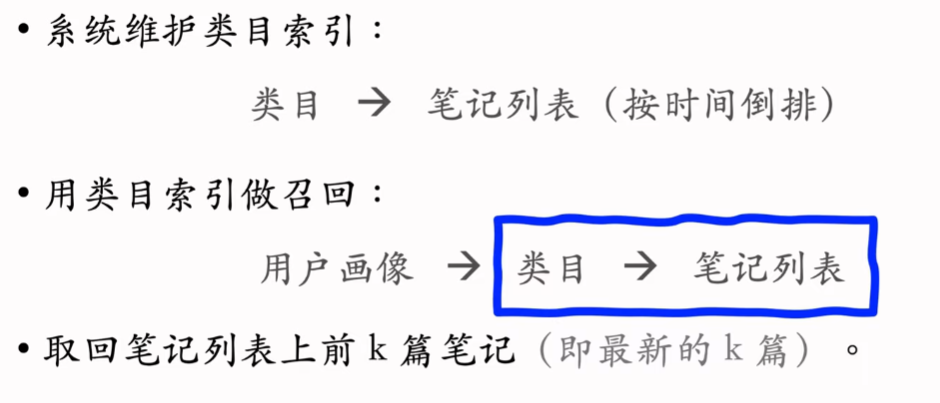 • 系统维护类目索引：
类目 → 笔记列表（按时间倒排）
• 用类目索引做召回：
用户画像 → 类目 → 笔记列表
• 取回笔记列表上前 k 篇笔记（即最新的 k 篇）。